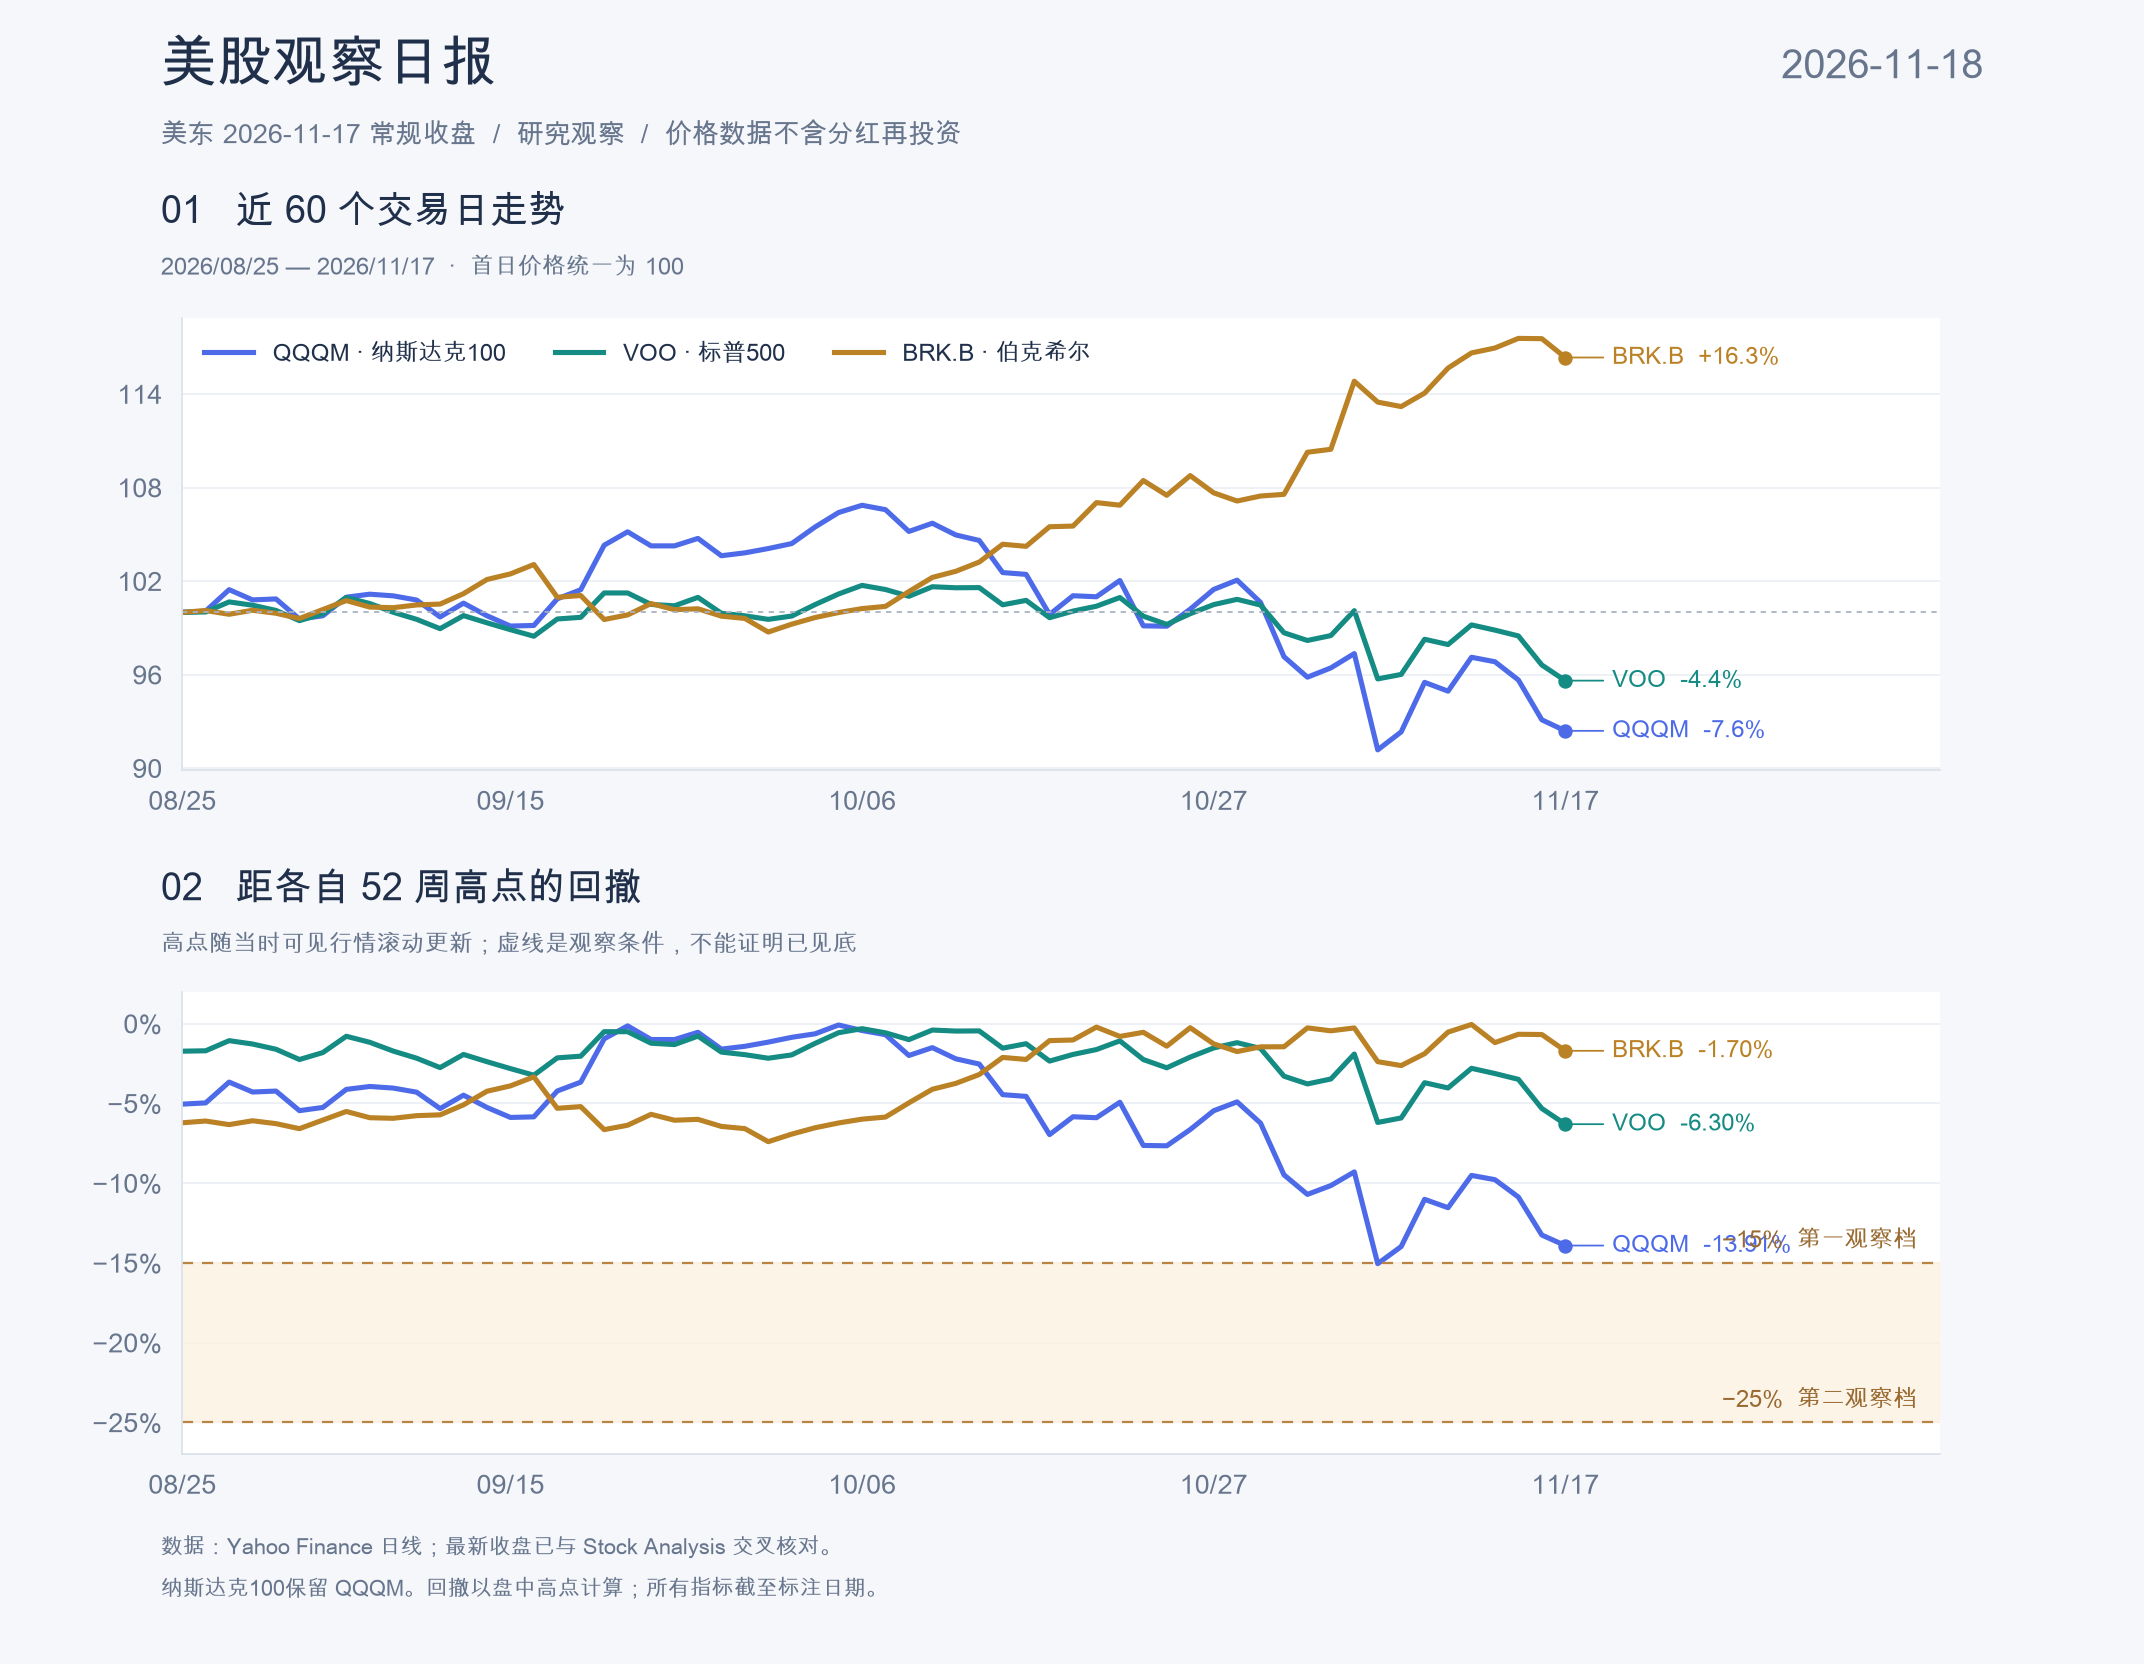 美股观察日报
2026-11-18
美东 2026-11-17 常规收盘 / 研究观察 / 价格数据不含分红再投资
01 近 60 个交易日走势
2026/08/25 — 2026/11/17 · 首日价格统一为 100
QQQM · 纳斯达克100 VOO · 标普500 BRK.B · 伯克希尔
BRK.B +16.3%
114
108
102
96
VOO -4.4%
QQQM -7.6%
90
08/25 09/15 10/06 10/27 11/17
02 距各自 52 周高点的回撤
高点随当时可见行情滚动更新；虚线是观察条件，不能证明已见底
0%
BRK.B -1.70%
−5%
VOO -6.30%
−10%
−15% 第一观察档
QQQM -13.91%
−15%
−20%
−25% 第二观察档
−25%
08/25 09/15 10/06 10/27 11/17
数据：Yahoo Finance 日线；最新收盘已与 Stock Analysis 交叉核对。
纳斯达克100保留 QQQM。回撤以盘中高点计算；所有指标截至标注日期。